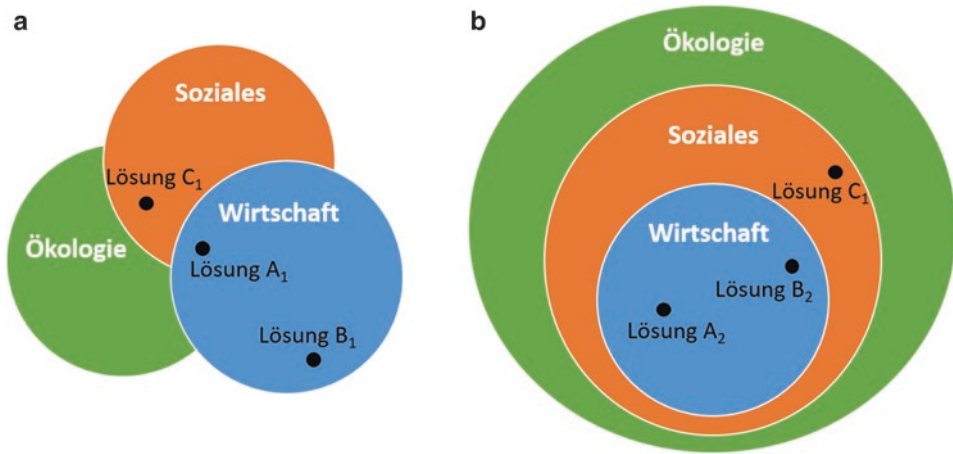 a
Soziales
Lösung C₁
Wirtschaft
Ökologie
Lösung A₁
Lösung B₁
b
Ökologie
Soziales
Lösung C₁
Wirtschaft
Lösung B₂
Lösung A₂